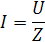 I = U/Z